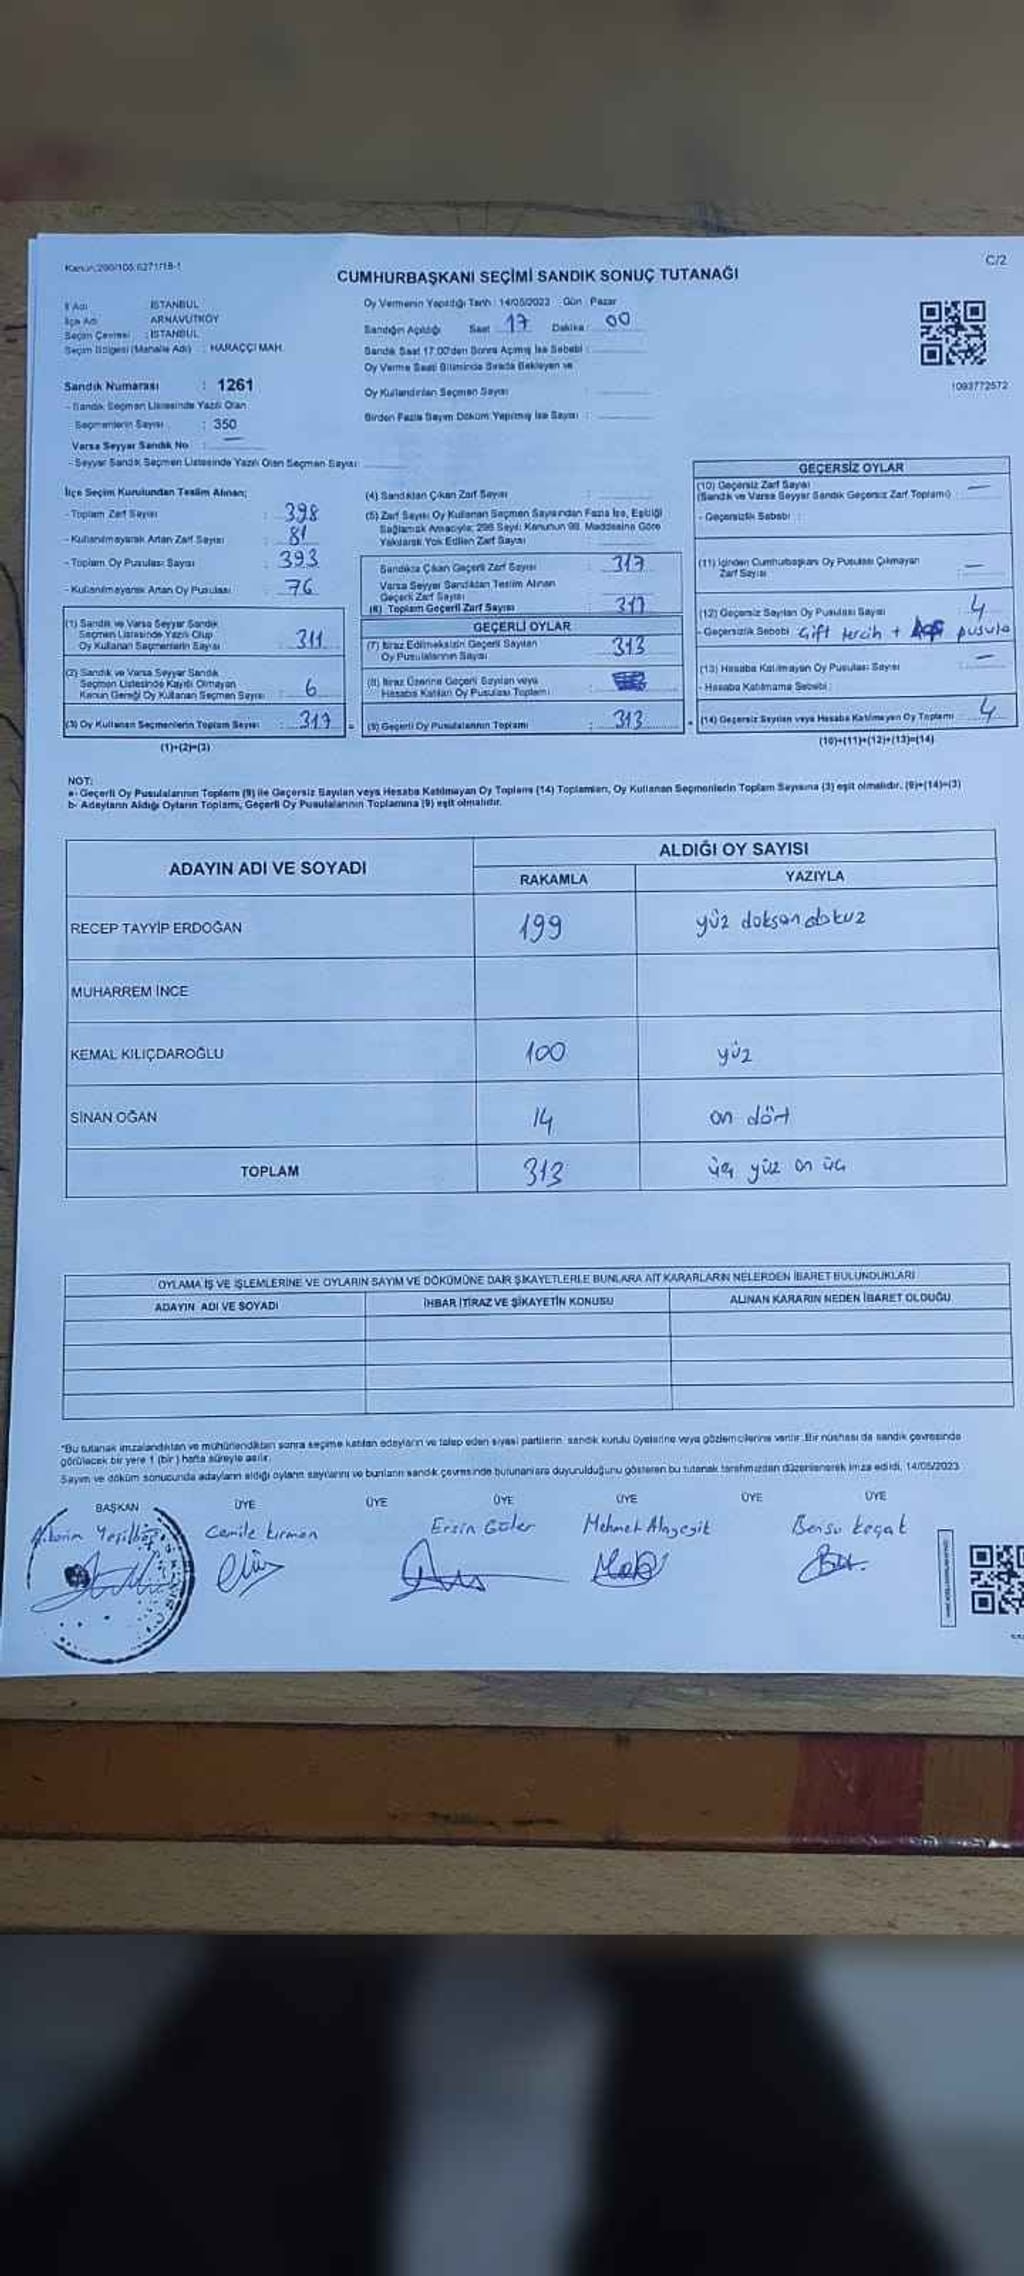 Kanun:298/105 6271/18-1
C/2
CUMHURBAŞKANI SEÇİMİ SANDIK SONUÇ TUTANAĞI
İl Adı : İSTANBUL
İlçe Adı : ARNAVUTKÖY
Seçim Çevresi : İSTANBUL
Seçim Bölgesi (Mahalle Adı) : HARAÇÇI MAH.
Sandık Numarası : 1261
- Sandık Seçmen Listesinde Yazılı Olan
Seçmenlerin Sayısı : 350
Varsa Seyyar Sandık No : —
- Seyyar Sandık Seçmen Listesinde Yazılı Olan Seçmen Sayısı
Oy Vermenin Yapıldığı Tarih : 14/05/2023 Gün : Pazar
Sandığın Açıldığı Saat : 17 Dakika : 00
Sandık Saat 17:00'den Sonra Açmış İse Sebebi :
Oy Verme Saati Bitiminde Sırada Bekleyen ve
Oy Kullandırılan Seçmen Sayısı :
Birden Fazla Sayım Döküm Yapılmış İse Sayısı :
1093772572
İlçe Seçim Kurulundan Teslim Alınan;
- Toplam Zarf Sayısı : 398
- Kullanılmayarak Artan Zarf Sayısı : 81
- Toplam Oy Pusulası Sayısı : 393
- Kullanılmayarak Artan Oy Pusulası : 76
(1) Sandık ve Varsa Seyyar Sandık
Seçmen Listesinde Yazılı Olup
Oy Kullanan Seçmenlerin Sayısı : 311
(2) Sandık ve Varsa Seyyar Sandık
Seçmen Listesinde Kayıtlı Olmayan
Kanun Gereği Oy Kullanan Seçmen Sayısı : 6
(3) Oy Kullanan Seçmenlerin Toplam Sayısı : 317
(1)+(2)=(3)
(4) Sandıktan Çıkan Zarf Sayısı :
(5) Zarf Sayısı Oy Kullanan Seçmen Sayısından Fazla İse, Eşitliği
Sağlamak Amacıyla; 298 Sayılı Kanunun 98. Maddesine Göre
Yakılarak Yok Edilen Zarf Sayısı :
Sandıkta Çıkan Geçerli Zarf Sayısı : 317
Varsa Seyyar Sandıktan Teslim Alınan
Geçerli Zarf Sayısı :
(6) Toplam Geçerli Zarf Sayısı : 317
GEÇERLİ OYLAR
(7) İtiraz Edilmeksizin Geçerli Sayılan
Oy Pusulalarının Sayısı : 313
(8) İtiraz Üzerine Geçerli Sayılan veya
Hesaba Katılan Oy Pusulası Toplamı :
(9) Geçerli Oy Pusulalarının Toplamı : 313
GEÇERSİZ OYLAR
(10) Geçersiz Zarf Sayısı —
(Sandık ve Varsa Seyyar Sandık Geçersiz Zarf Toplamı)
- Geçersizlik Sebebi :
(11) İçinden Cumhurbaşkanı Oy Pusulası Çıkmayan
Zarf Sayısı : —
(12) Geçersiz Sayılan Oy Pusulası Sayısı 4
- Geçersizlik Sebebi : Çift tercih + pusula
(13) Hesaba Katılmayan Oy Pusulası Sayısı —
- Hesaba Katılmama Sebebi :
(14) Geçersiz Sayılan veya Hesaba Katılmayan Oy Toplamı 4
(10)+(11)+(12)+(13)=(14)
NOT:
a- Geçerli Oy Pusulalarının Toplamı (9) ile Geçersiz Sayılan veya Hesaba Katılmayan Oy Toplamı (14) Toplamları, Oy Kullanan Seçmenlerin Toplam Sayısına (3) eşit olmalıdır. (9)+(14)=(3)
b- Adayların Aldığı Oyların Toplamı, Geçerli Oy Pusulalarının Toplamına (9) eşit olmalıdır.
ADAYIN ADI VE SOYADI
ALDIĞI OY SAYISI
RAKAMLA YAZIYLA
RECEP TAYYİP ERDOĞAN 199 yüz doksan dokuz
MUHARREM İNCE
KEMAL KILIÇDAROĞLU 100 yüz
SİNAN OĞAN 14 on dört
TOPLAM 313 üç yüz on üç
OYLAMA İŞ VE İŞLEMLERİNE VE OYLARIN SAYIM VE DÖKÜMÜNE DAİR ŞİKAYETLERLE BUNLARA AİT KARARLARIN NELERDEN İBARET BULUNDUKLARI
ADAYIN ADI VE SOYADI İHBAR İTİRAZ VE ŞİKAYETİN KONUSU ALINAN KARARIN NEDEN İBARET OLDUĞU
*Bu tutanak imzalandıktan ve mühürlendikten sonra seçime katılan adayların ve talep eden siyasi partilerin sandık kurulu üyelerine veya gözlemcilerine verilir. Bir nüshası da sandık çevresinde
görülecek bir yere 1 (bir) hafta süreyle asılır.
Sayım ve döküm sonucunda adayların aldığı oyların sayılarını ve bunların sandık çevresinde bulunanlara duyurulduğunu gösteren bu tutanak tarafımızdan düzenlenerek imza edildi. 14/05/2023
BAŞKAN ÜYE ÜYE ÜYE ÜYE ÜYE ÜYE
Cemile Kırman Ersin Güler Mehmet Alageyik Bensu Keçat